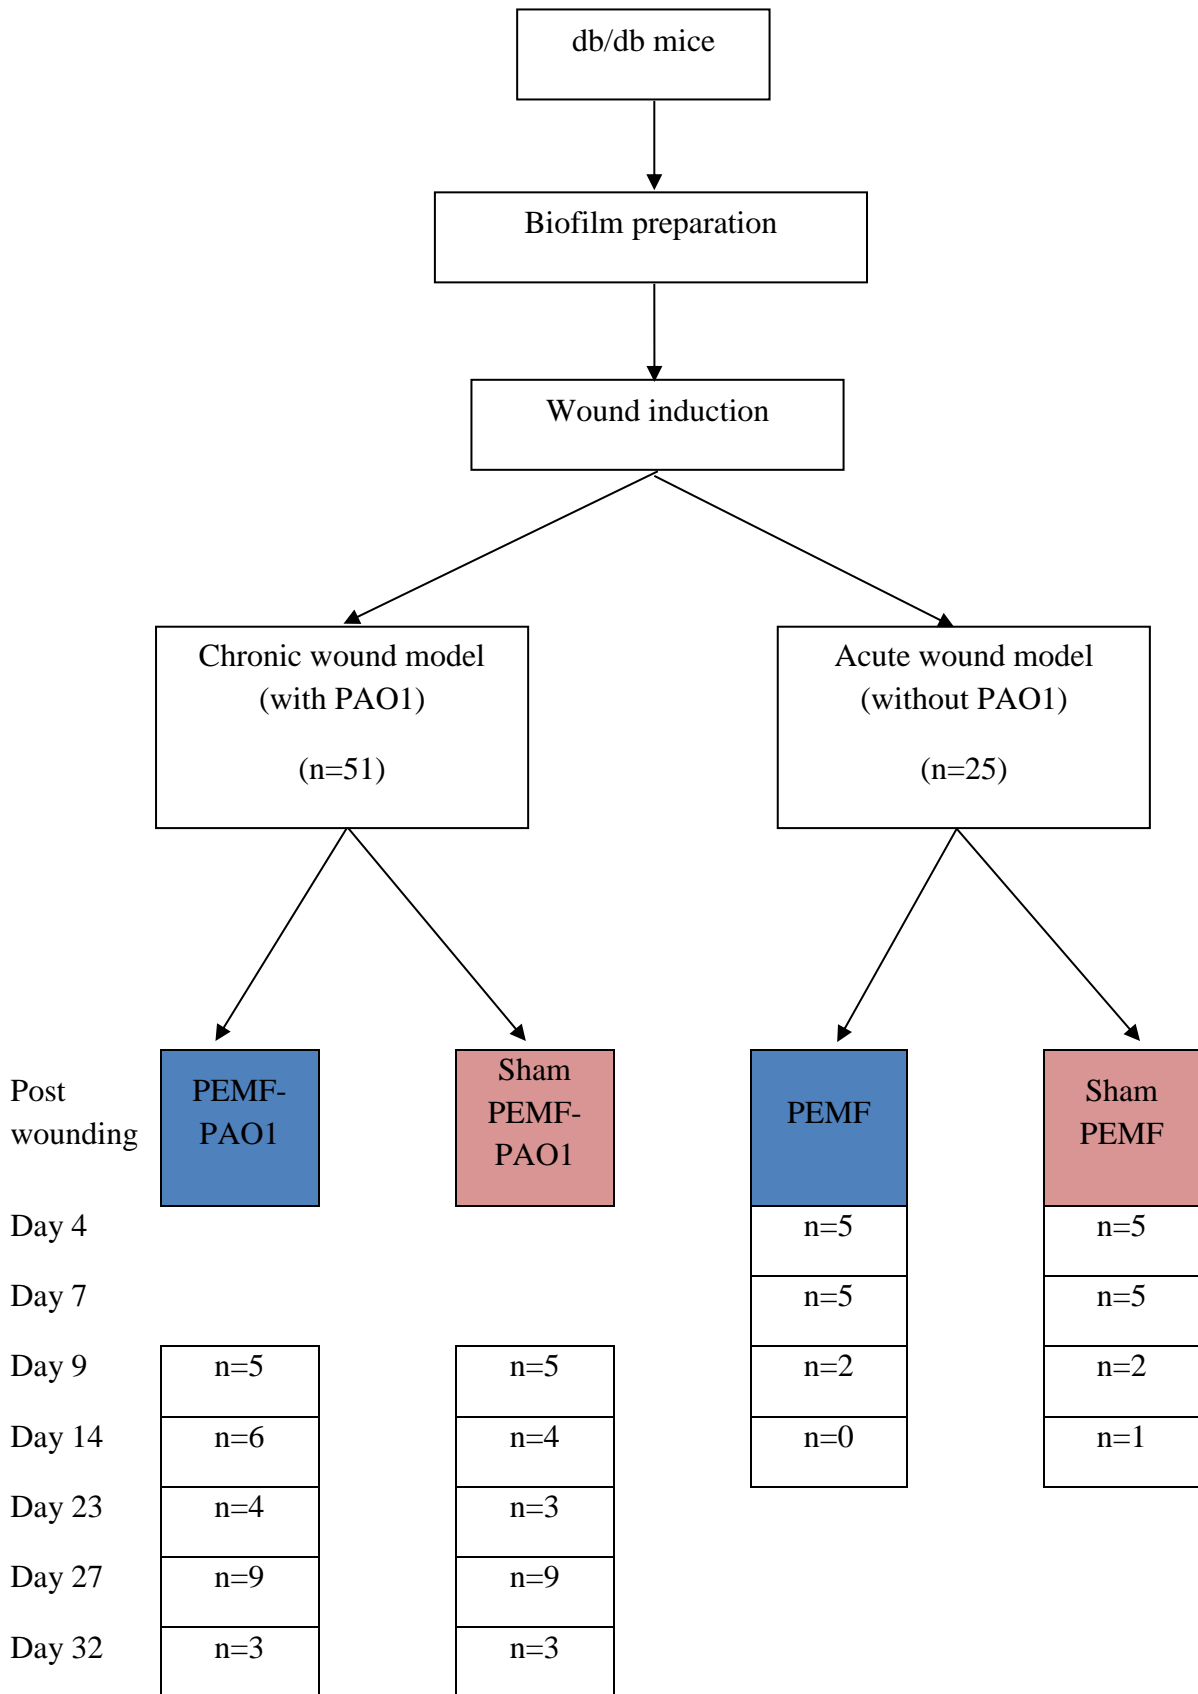 db/db mice
Biofilm preparation
Wound induction
Chronic wound model
(with PAO1)
(n=51)
Acute wound model
(without PAO1)
(n=25)
Post
wounding
PEMF-
PAO1
Sham
PEMF-
PAO1
PEMF
Sham
PEMF
Day 4 n=5 n=5
Day 7 n=5 n=5
Day 9 n=5 n=5 n=2 n=2
Day 14 n=6 n=4 n=0 n=1
Day 23 n=4 n=3
Day 27 n=9 n=9
Day 32 n=3 n=3